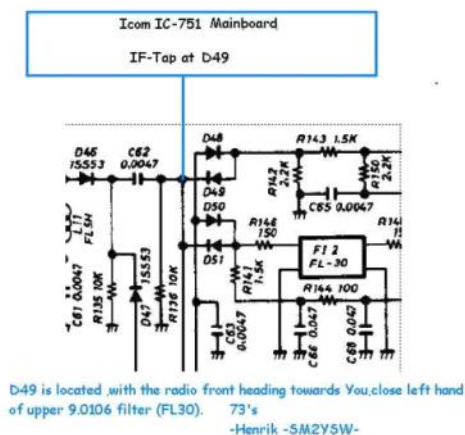 Icom IC-751 Mainboard
IF-Tap at D49
D46
1S553
C62
0.0047
D48
D49
D50
D51
R143 1.5K
R142
2.2K
R150
2.2K
C65 0.0047
R146
150
FI 2
FL-30
R141
1.5K
R144 100
L11
FL5H
C61 0.0047
R135 10K
D47
1S553
R136 10K
C63
0.0047
C66 0.047
C68 0.047
D49 is located ,with the radio front heading towards You,close left hand
of upper 9.0106 filter (FL30). 73's
-Henrik -SM2YSW-